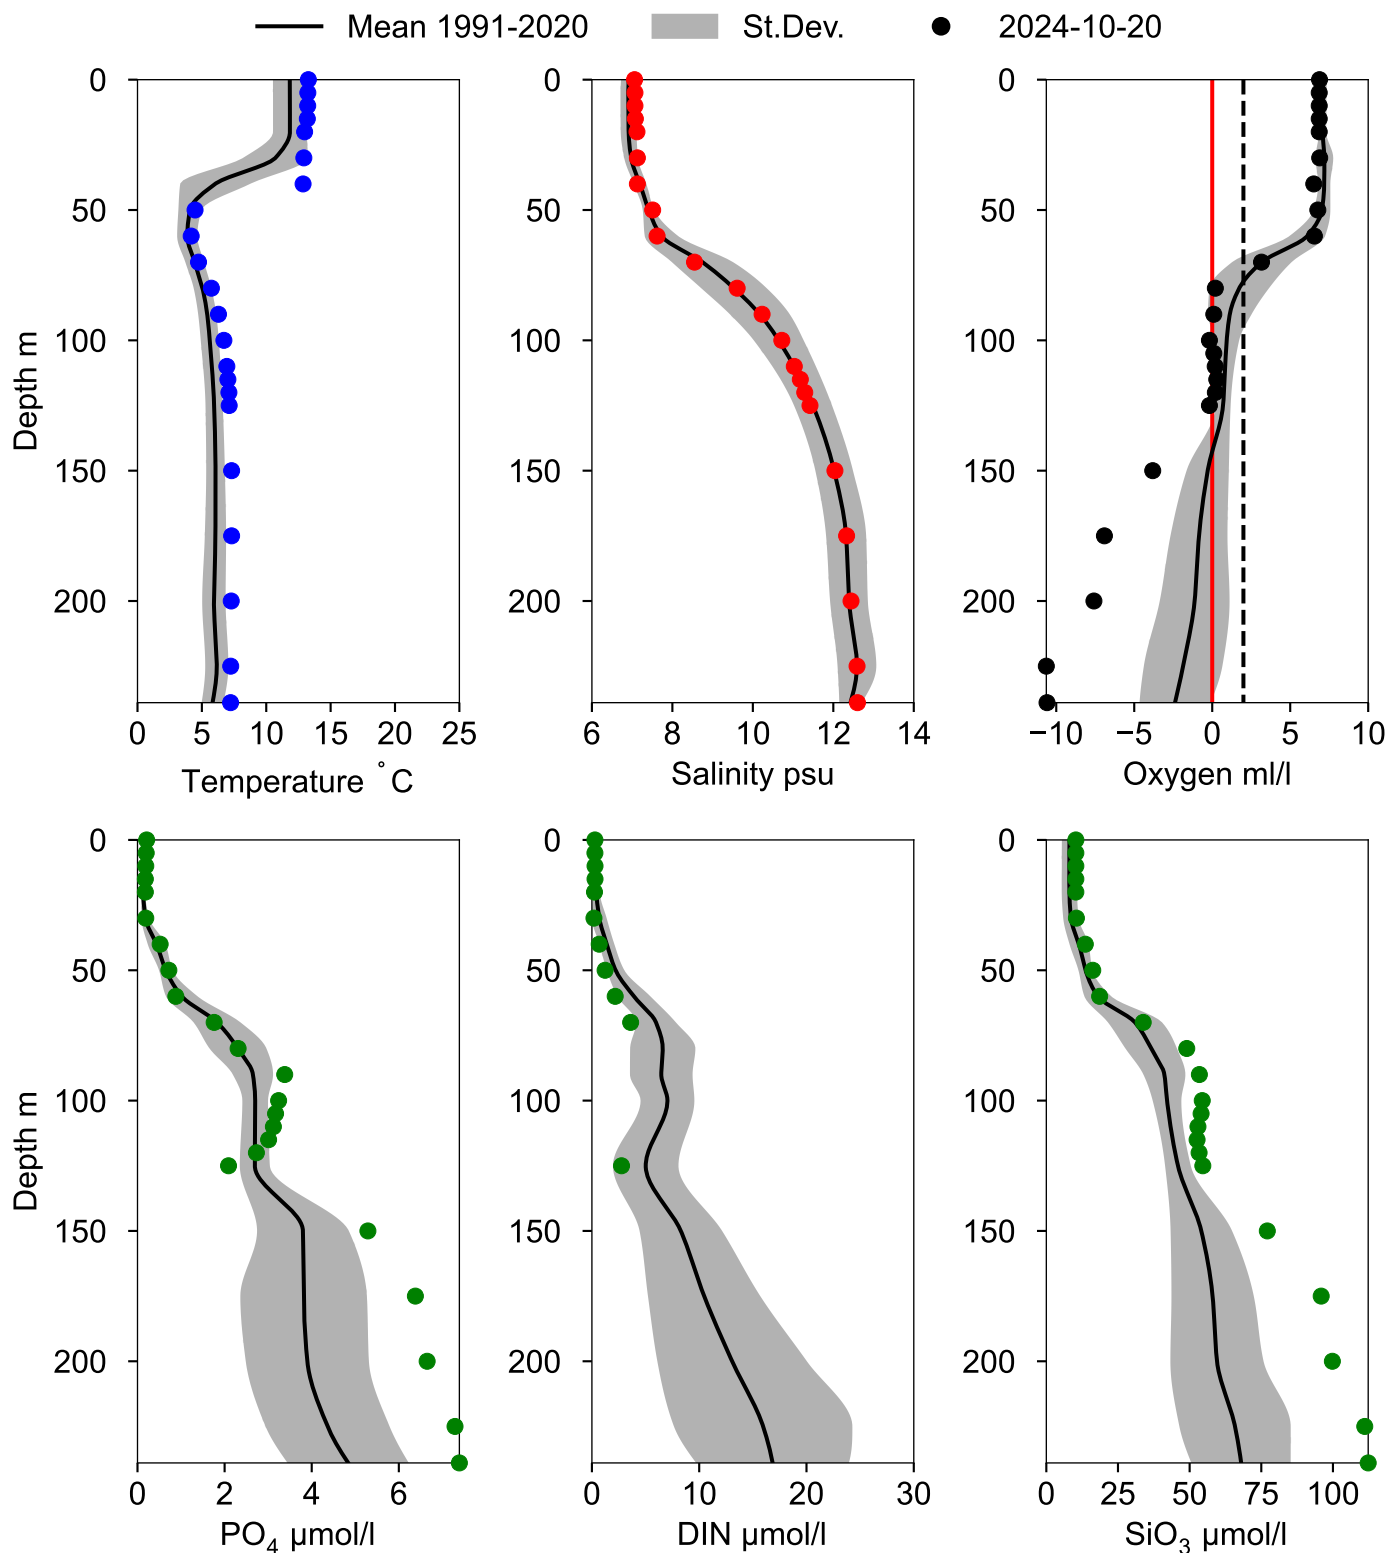 Mean 1991-2020 St.Dev. 2024-10-20
0 0 0
50 50 50
100 100 100
150 150 150
200 200 200
Depth m
0 5 10 15 20 25 6 8 10 12 14 −10 −5 0 5 10
Temperature °C Salinity psu Oxygen ml/l
0 0 0
50 50 50
100 100 100
150 150 150
200 200 200
Depth m
0 2 4 6 0 10 20 30 0 25 50 75 100
PO₄ µmol/l DIN µmol/l SiO₃ µmol/l